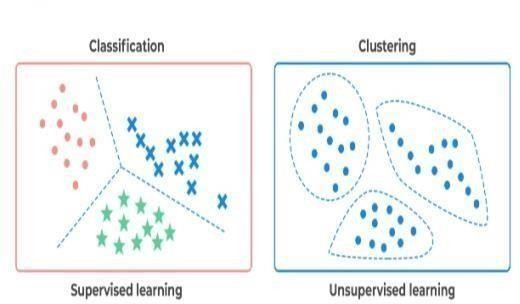 Classification
Clustering
Supervised learning
Unsupervised learning